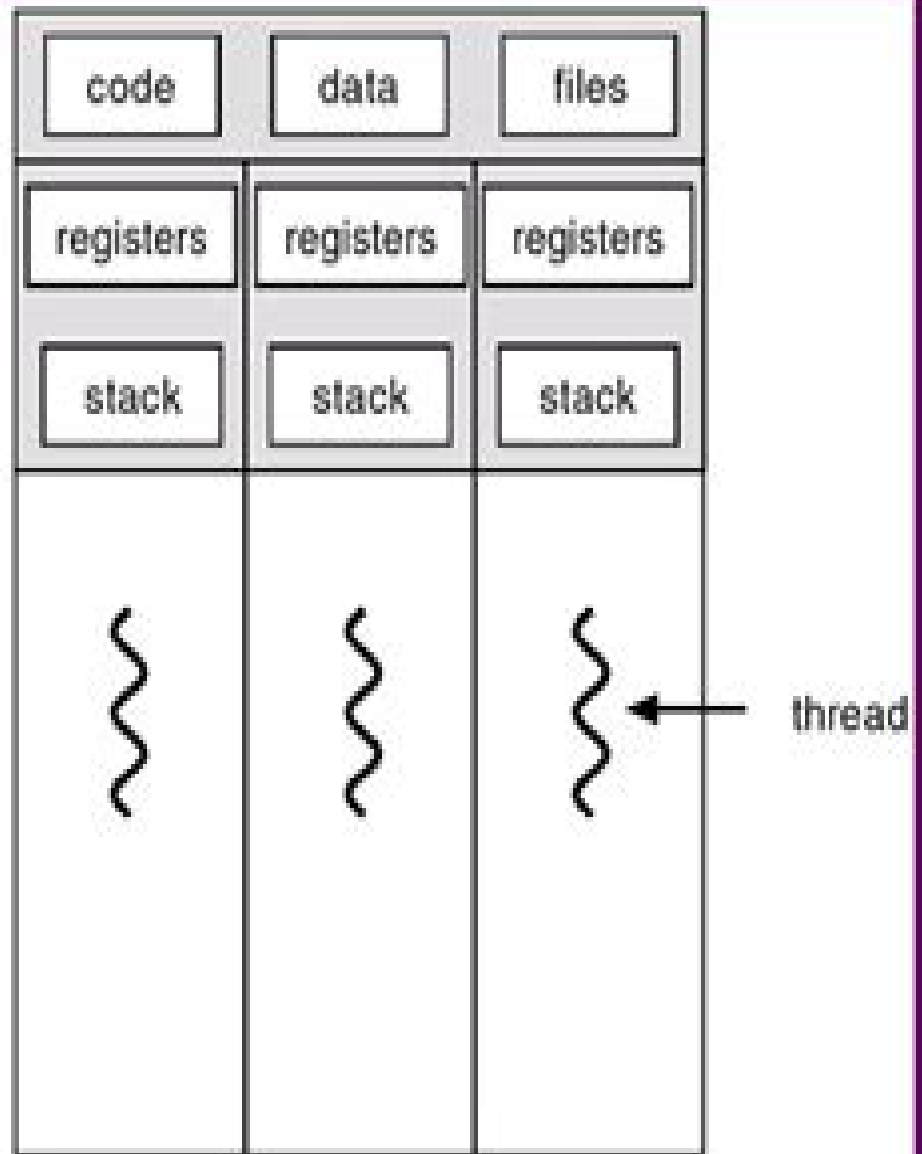 code data files
registers registers registers
stack stack stack
thread